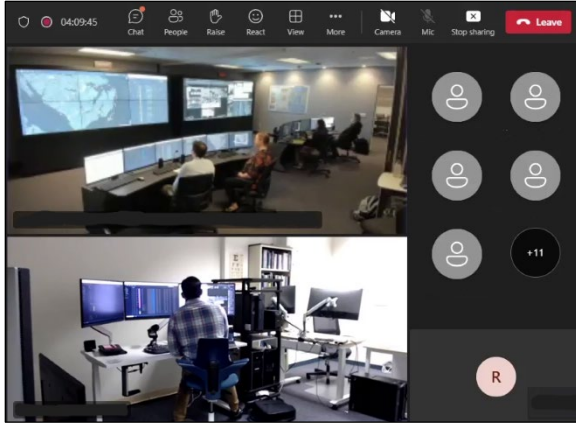 04:09:45
Chat
People
Raise
React
View
More
Camera
Mic
Stop sharing
Leave
+11
R